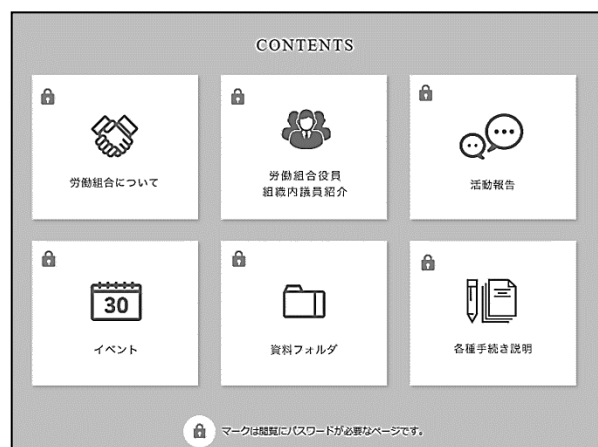 CONTENTS
労働組合について
労働組合役員
組織内議員紹介
活動報告
30
イベント
資料フォルダ
各種手続き説明
マークは閲覧にパスワードが必要なページです。